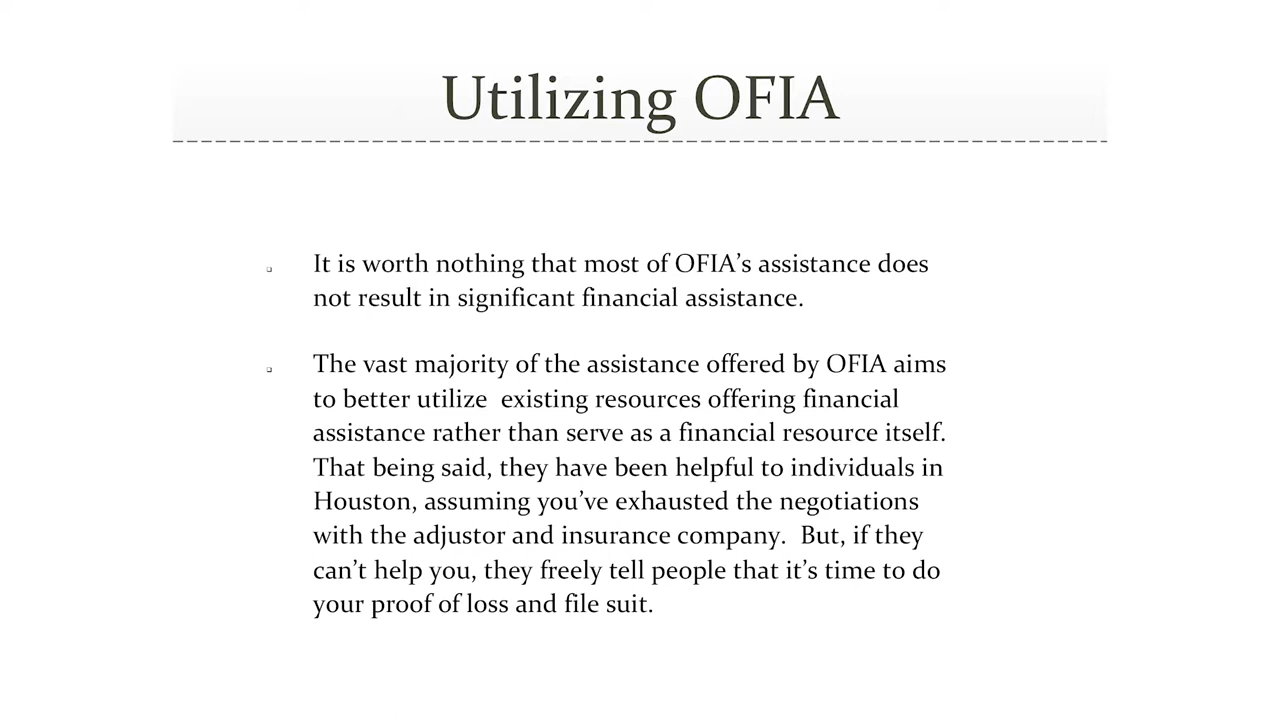 Utilizing OFIA
It is worth nothing that most of OFIA’s assistance does
not result in significant financial assistance.
The vast majority of the assistance offered by OFIA aims
to better utilize  existing resources offering financial
assistance rather than serve as a financial resource itself.
That being said, they have been helpful to individuals in
Houston, assuming you’ve exhausted the negotiations
with the adjustor and insurance company.  But, if they
can’t help you, they freely tell people that it’s time to do
your proof of loss and file suit.